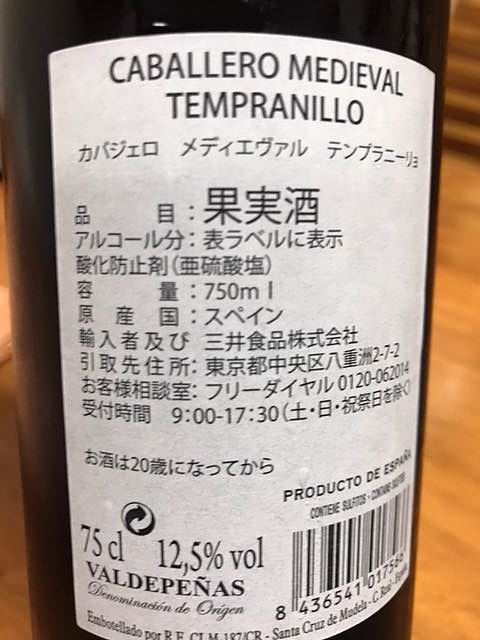 CABALLERO MEDIEVAL
TEMPRANILLO
カバジェロ メディエヴァル テンプラニーリョ
品 目：果実酒
アルコール分：表ラベルに表示
酸化防止剤（亜硫酸塩）
容 量：750ml
原 産 国：スペイン
輸入者及び 三井食品株式会社
引取先住所：東京都中央区八重洲2-7-2
お客様相談室：フリーダイヤル 0120-062014
受付時間 9:00-17:30（土・日・祝祭日を除く）
お酒は20歳になってから
PRODUCTO DE ESPAÑA
CONTIENE SULFITOS - CONTAINS SULFITES
75 cl 12,5% vol
VALDEPEÑAS
Denominación de Origen
8 436541 017566
Embotellado por R.E. CLM-187/CR - Santa Cruz de Mudela - C. Real - España